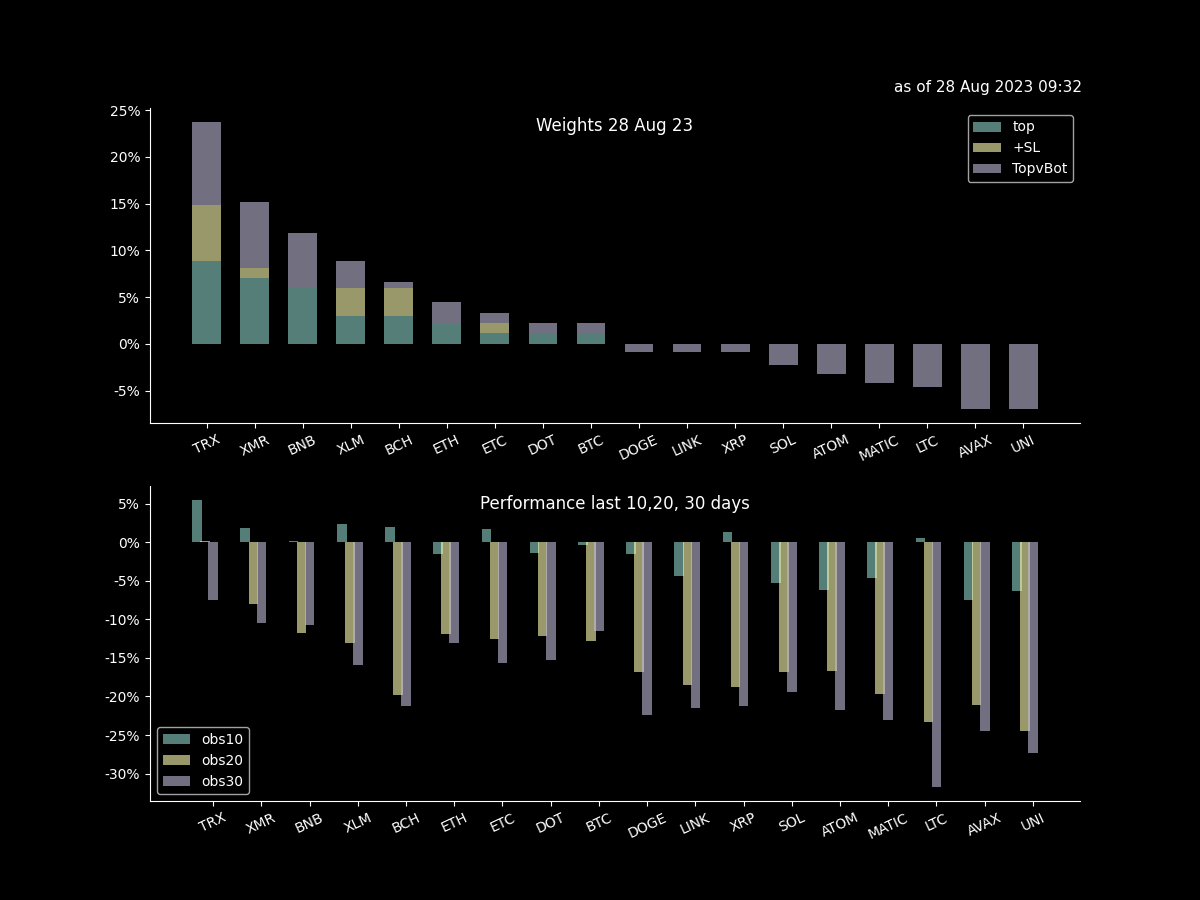 as of 28 Aug 2023 09:32
Weights 28 Aug 23
25%
20%
15%
10%
5%
0%
-5%
top
+SL
TopvBot
TRX XMR BNB XLM BCH ETH ETC DOT BTC DOGE LINK XRP SOL ATOM MATIC LTC AVAX UNI
Performance last 10,20, 30 days
5%
0%
-5%
-10%
-15%
-20%
-25%
-30%
obs10
obs20
obs30
TRX XMR BNB XLM BCH ETH ETC DOT BTC DOGE LINK XRP SOL ATOM MATIC LTC AVAX UNI